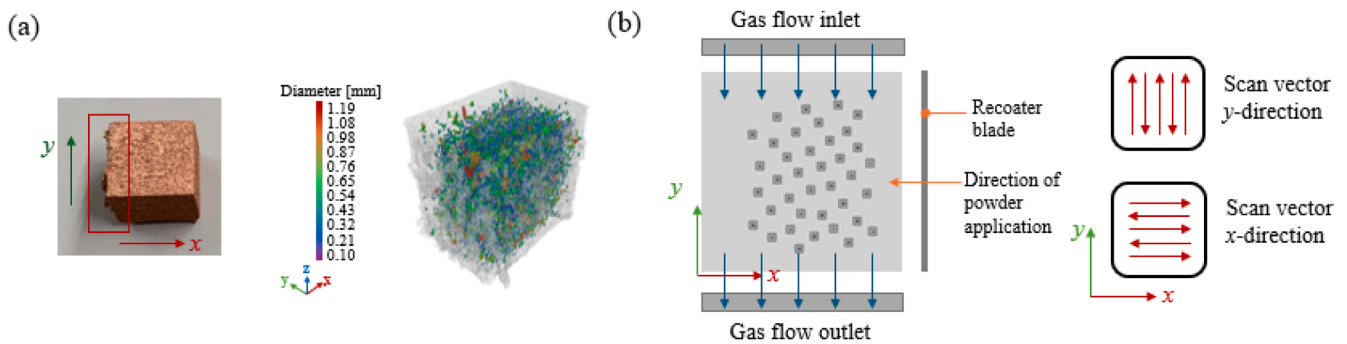 (a)
y
x
Diameter [mm]
1.19
1.08
0.98
0.87
0.76
0.65
0.54
0.43
0.32
0.21
0.10
z
y
x
(b)
Gas flow inlet
y
x
Gas flow outlet
Recoater
blade
Direction of
powder
application
Scan vector
y-direction
Scan vector
x-direction
y
x